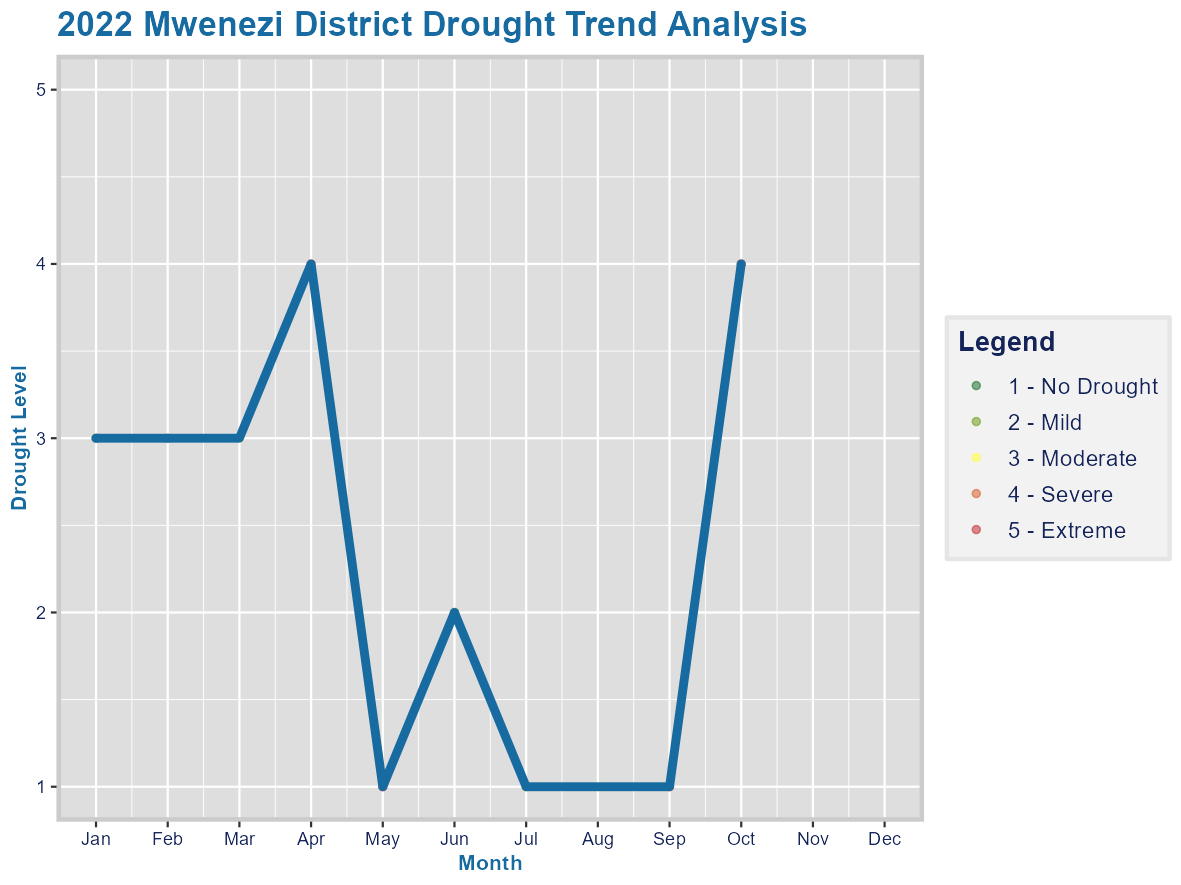 2022 Mwenezi District Drought Trend Analysis
5
4
3
2
1
Drought Level
Jan Feb Mar Apr May Jun Jul Aug Sep Oct Nov Dec
Month
Legend
1 - No Drought
2 - Mild
3 - Moderate
4 - Severe
5 - Extreme